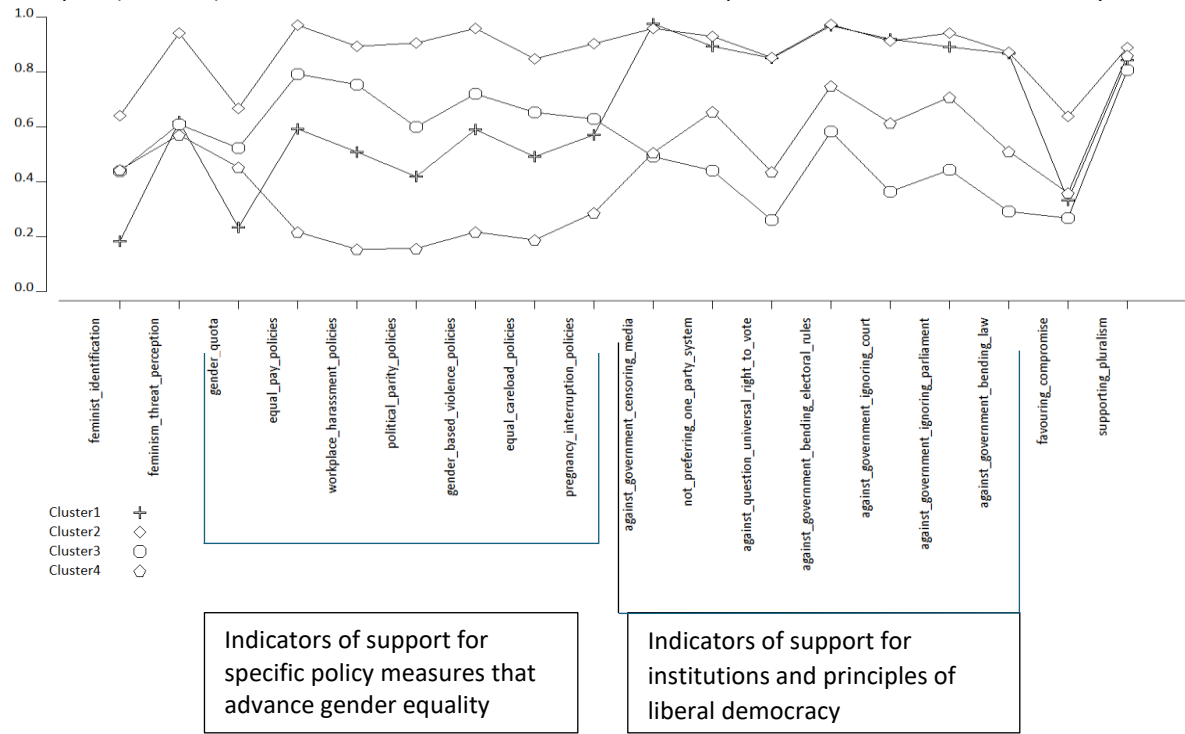 1.0
0.8
0.6
0.4
0.2
0.0
feminist_identification
feminism_threat_perception
gender_quota
equal_pay_policies
workplace_harassment_policies
political_parity_policies
gender_based_violence_policies
equal_careload_policies
pregnancy_interruption_policies
against_government_censoring_media
not_preferring_one_party_system
against_question_universal_right_to_vote
against_government_bending_electoral_rules
against_government_ignoring_court
against_government_ignoring_parliament
against_government_bending_law
favouring_compromise
supporting_pluralism
Cluster1
Cluster2
Cluster3
Cluster4
Indicators of support for
specific policy measures that
advance gender equality
Indicators of support for
institutions and principles of
liberal democracy